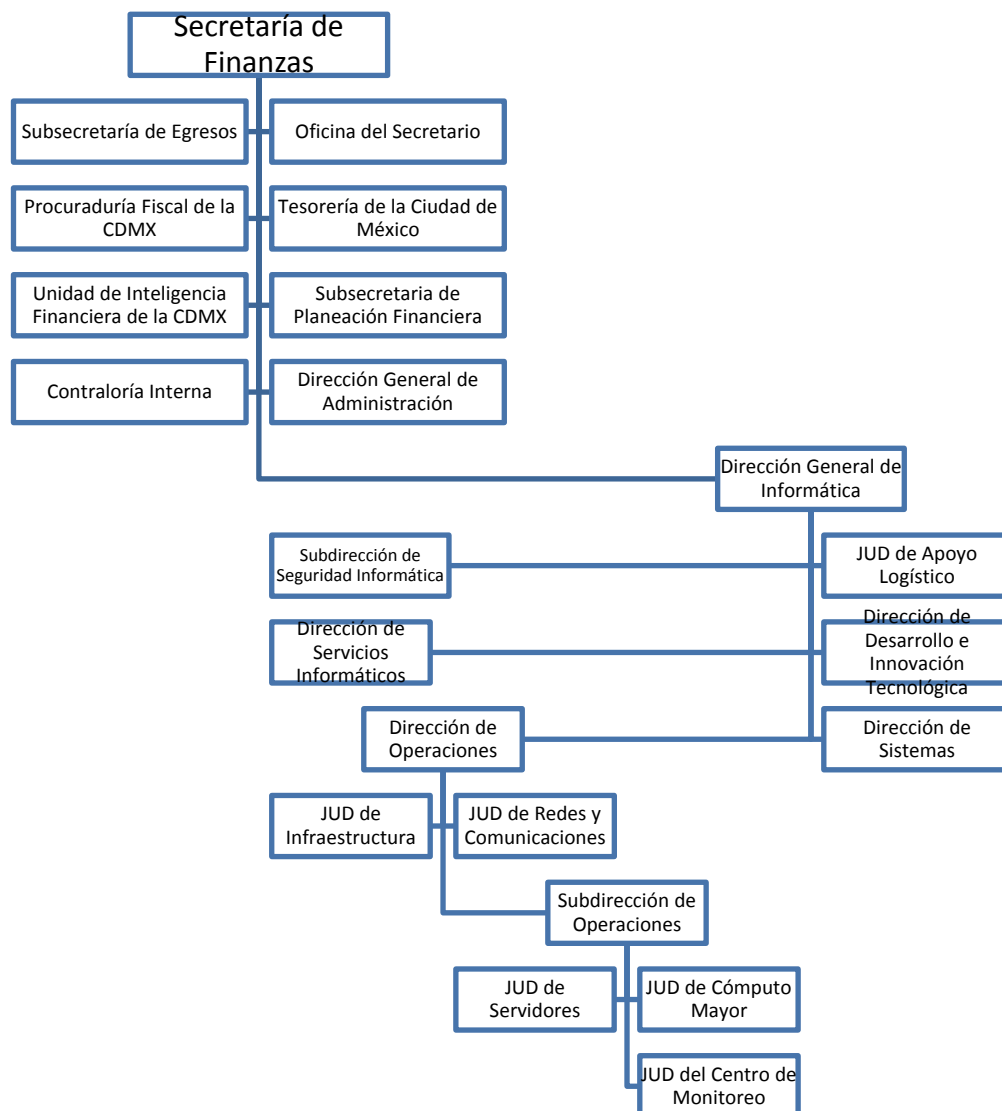 Secretaría de
Finanzas
Subsecretaría de Egresos
Oficina del Secretario
Procuraduría Fiscal de la
CDMX
Tesorería de la Ciudad de
México
Unidad de Inteligencia
Financiera de la CDMX
Subsecretaria de
Planeación Financiera
Contraloría Interna
Dirección General de
Administración
Dirección General de
Informática
Subdirección de
Seguridad Informática
JUD de Apoyo
Logístico
Dirección de
Servicios
Informáticos
Dirección de
Desarrollo e
Innovación
Tecnológica
Dirección de
Operaciones
Dirección de
Sistemas
JUD de
Infraestructura
JUD de Redes y
Comunicaciones
Subdirección de
Operaciones
JUD de
Servidores
JUD de Cómputo
Mayor
JUD del Centro de
Monitoreo